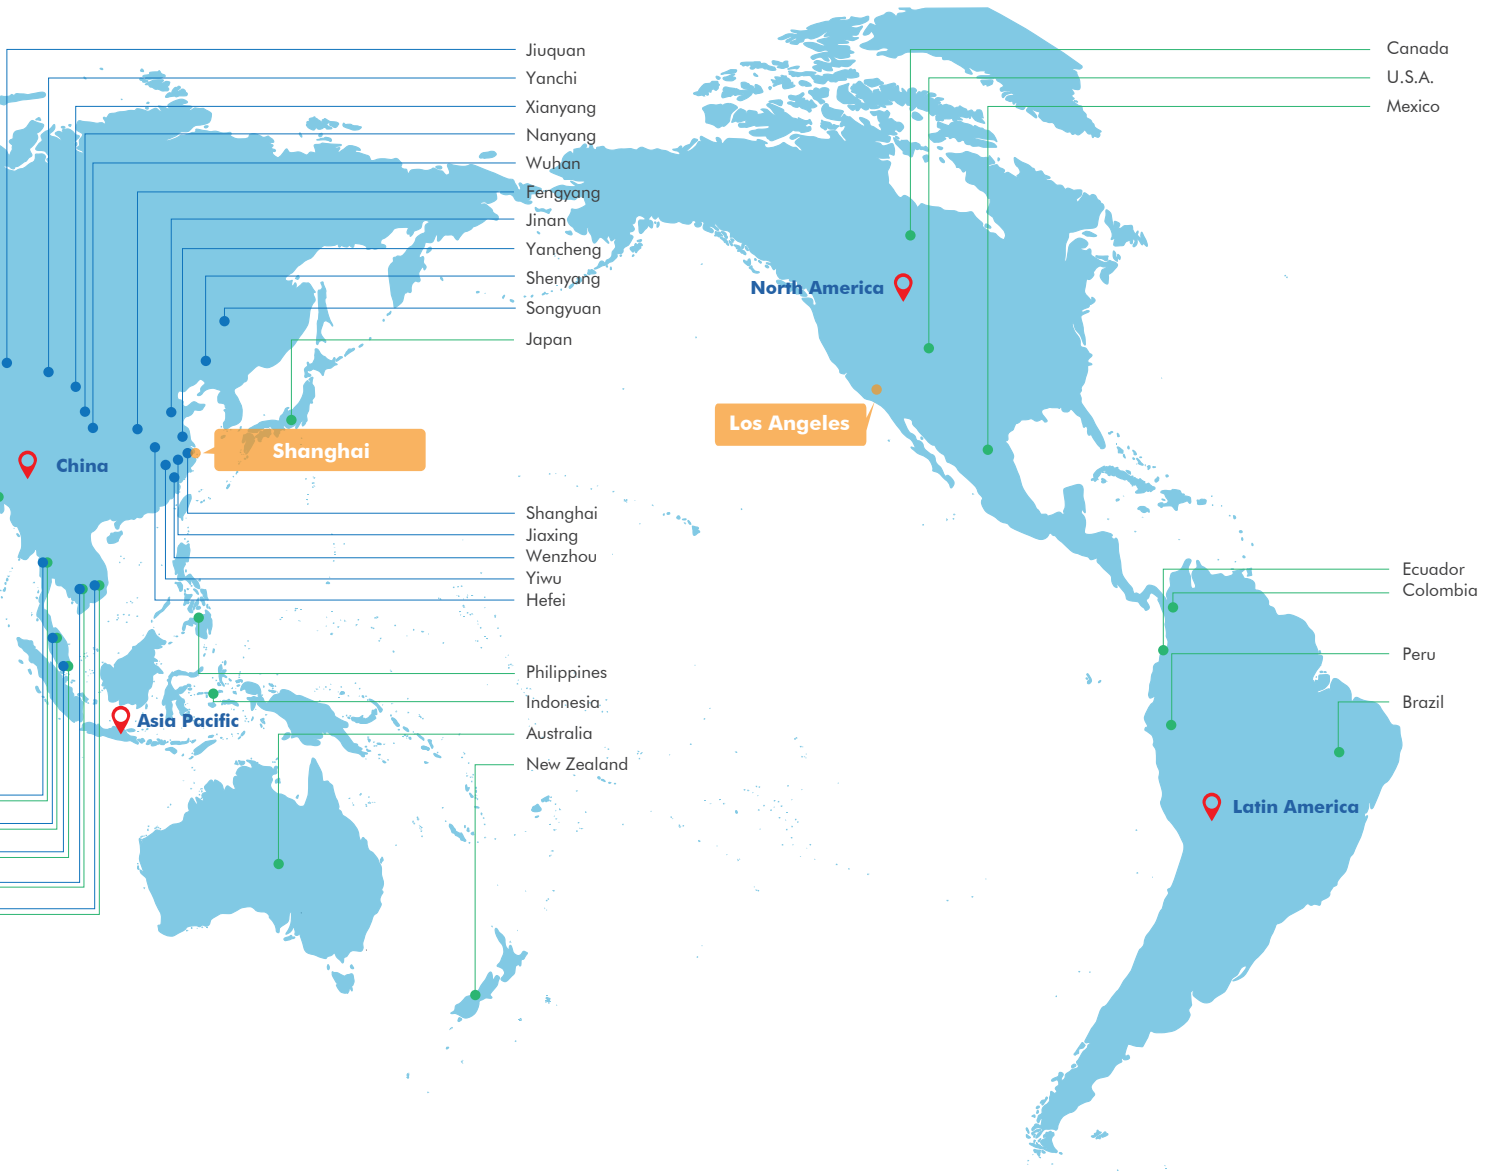 Jiuquan
Yanchi
Xianyang
Nanyang
Wuhan
Fengyang
Jinan
Yancheng
Shenyang
Songyuan
Japan
Shanghai
China
Shanghai
Jiaxing
Wenzhou
Yiwu
Hefei
Philippines
Indonesia
Asia Pacific
Australia
New Zealand
Canada
U.S.A.
Mexico
North America
Los Angeles
Ecuador
Colombia
Peru
Brazil
Latin America